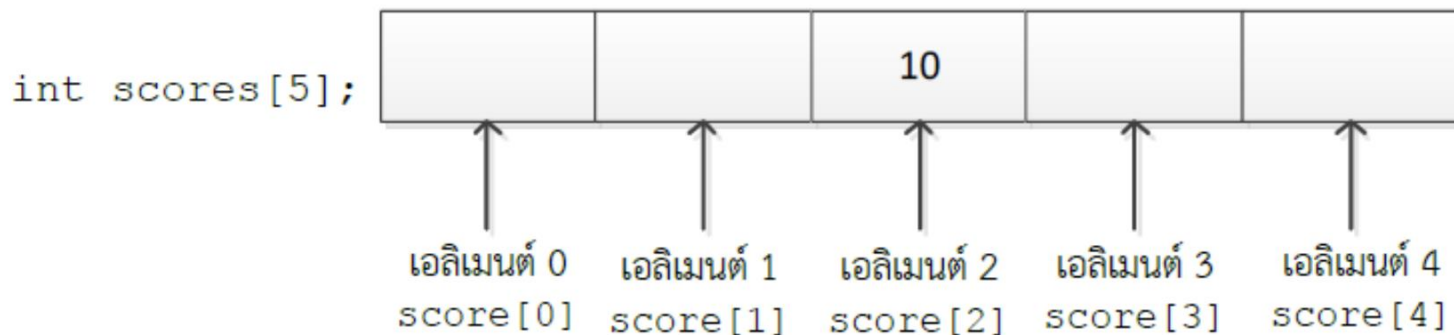 10
int scores[5];
เอลิเมนต์ 0 เอลิเมนต์ 1 เอลิเมนต์ 2 เอลิเมนต์ 3 เอลิเมนต์ 4
score[0] score[1] score[2] score[3] score[4]